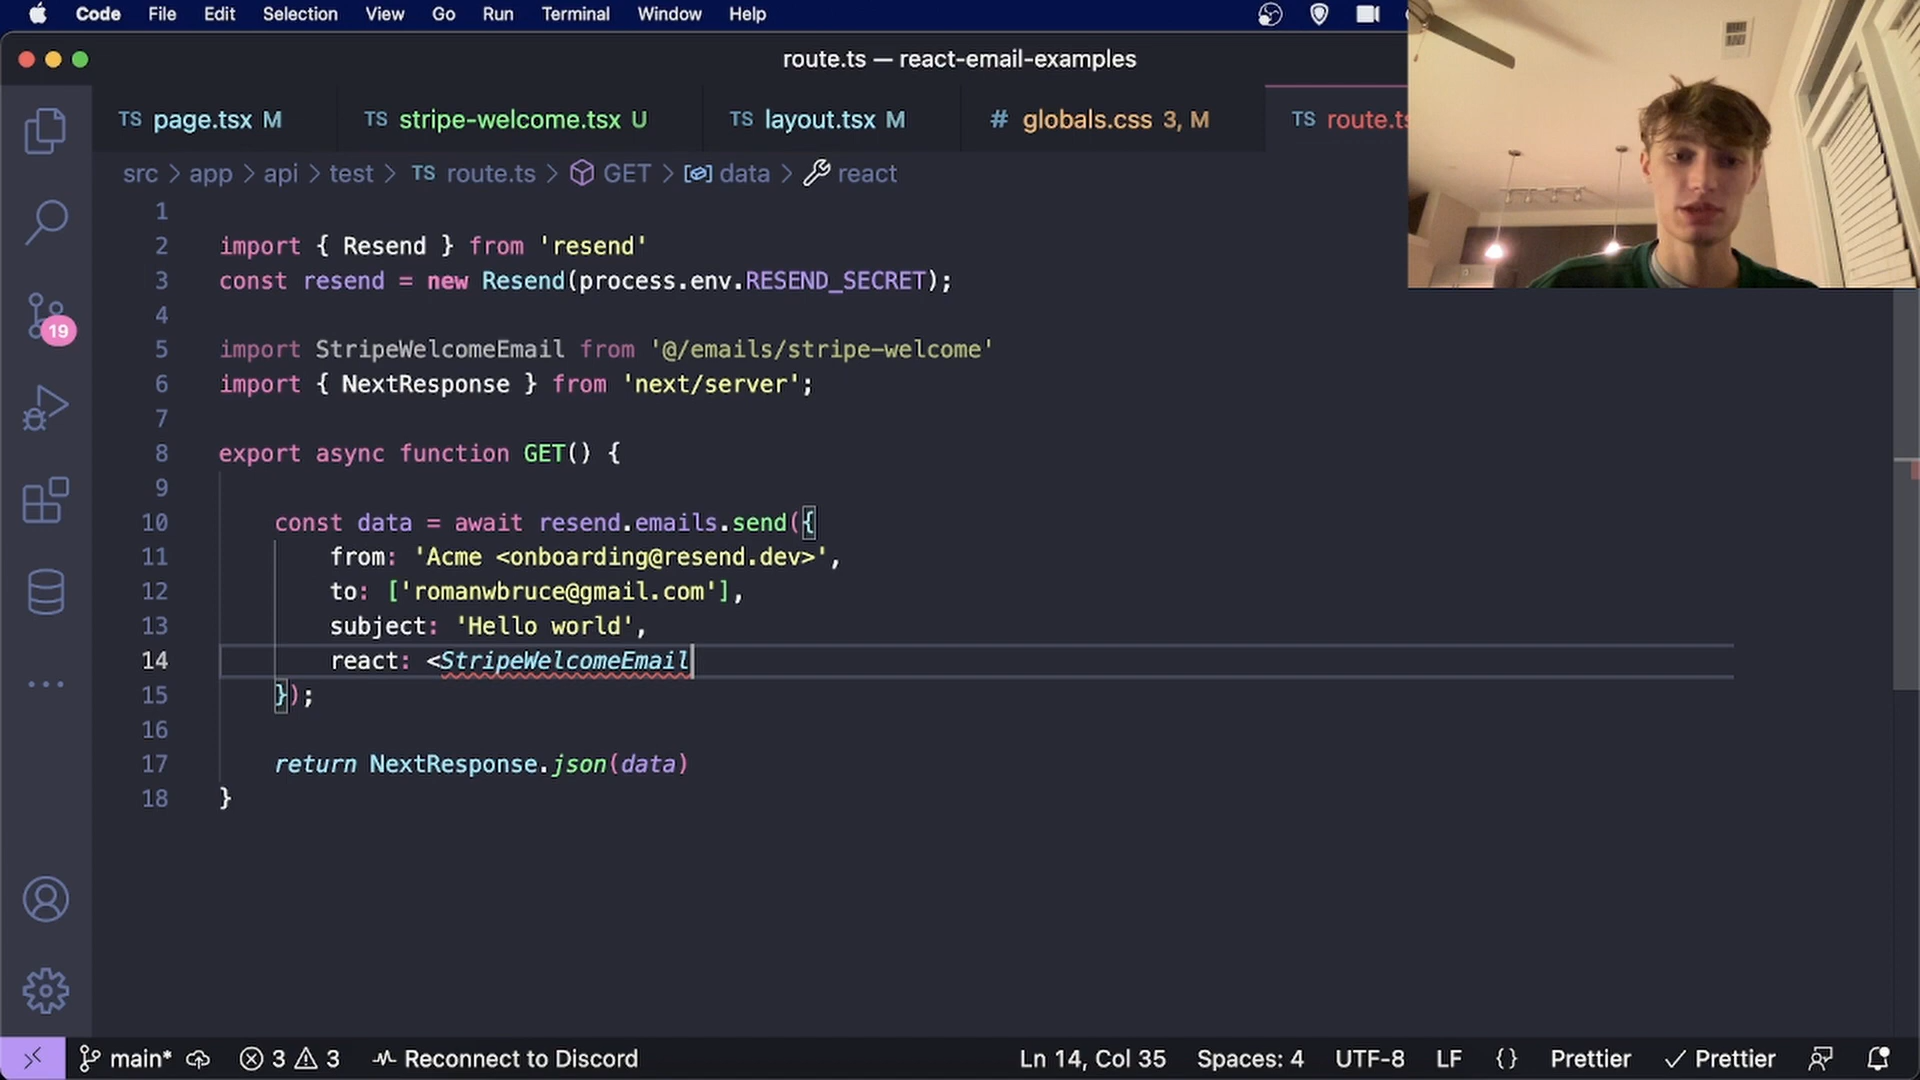 Code File Edit Selection View Go Run Terminal Window Help
route.ts — react-email-examples
TS page.tsx M TS stripe-welcome.tsx U TS layout.tsx M # globals.css 3, M TS route.ts
src > app > api > test > TS route.ts > GET > data > react
1
2 import { Resend } from 'resend'
3 const resend = new Resend(process.env.RESEND_SECRET);
4
5 import StripeWelcomeEmail from '@/emails/stripe-welcome'
6 import { NextResponse } from 'next/server';
7
8 export async function GET() {
9
10 const data = await resend.emails.send({
11 from: 'Acme <onboarding@resend.dev>',
12 to: ['romanwbruce@gmail.com'],
13 subject: 'Hello world',
14 react: <StripeWelcomeEmail
15 });
16
17 return NextResponse.json(data)
18 }
19
main* 3 3 Reconnect to Discord Ln 14, Col 35 Spaces: 4 UTF-8 LF {} Prettier Prettier